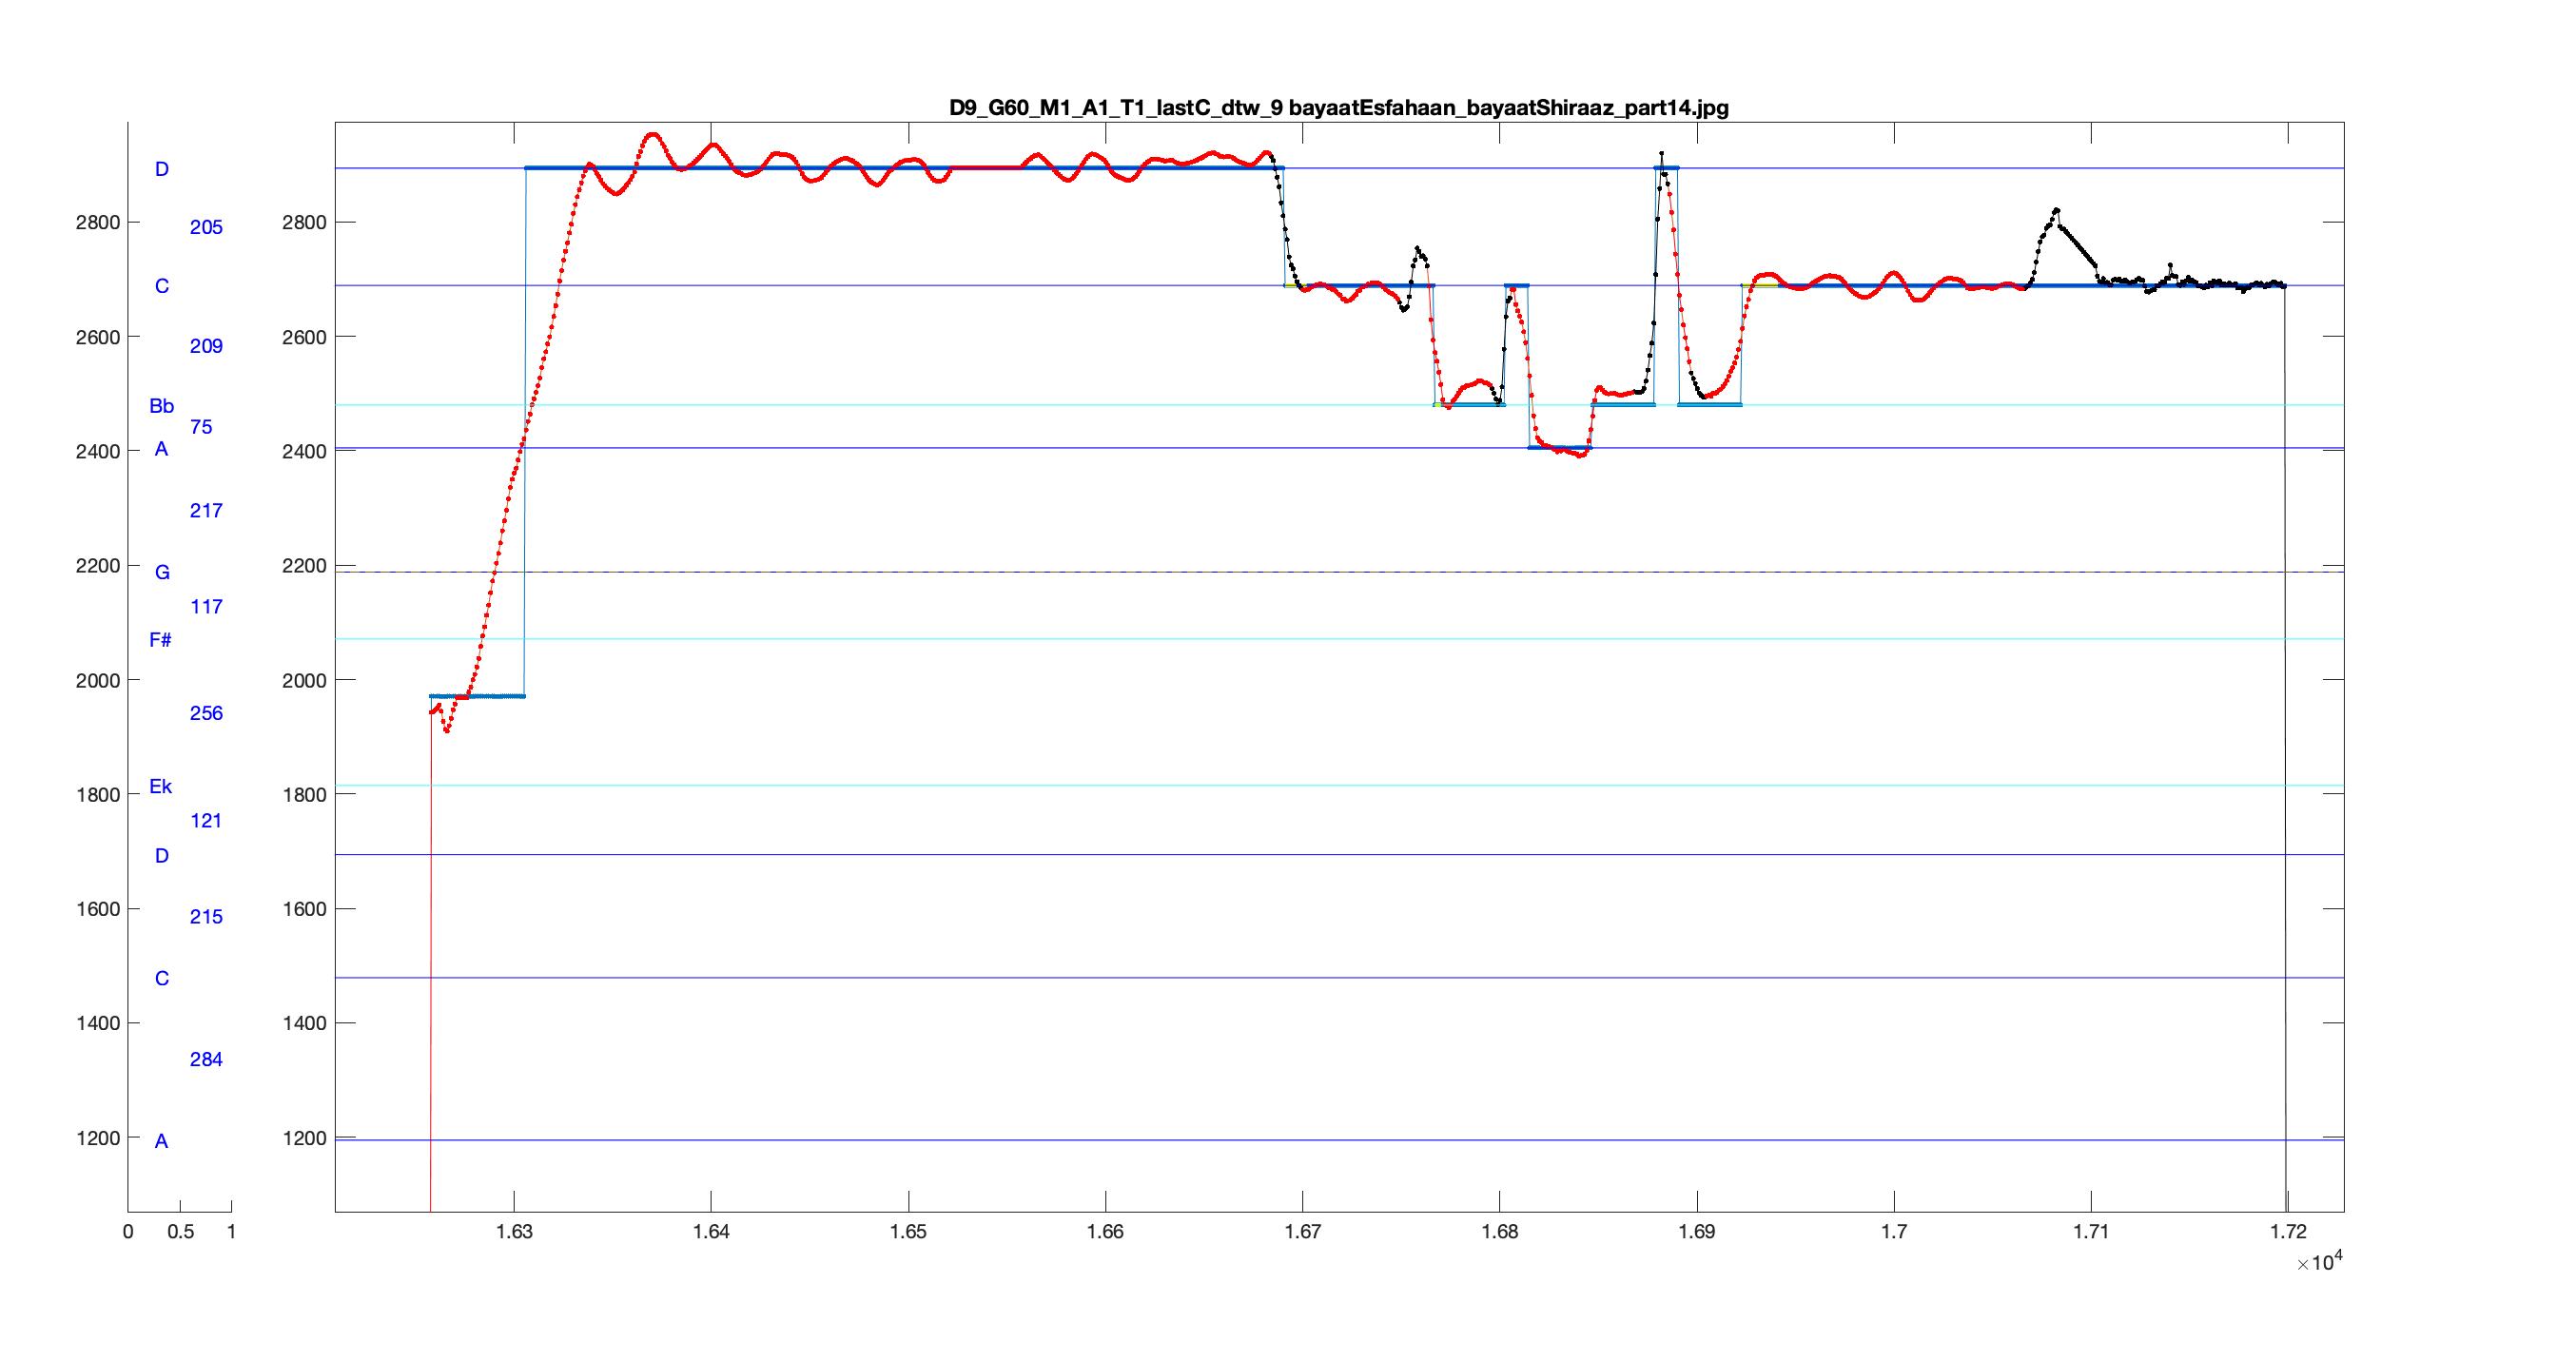 D9_G60_M1_A1_T1_lastC_dtw_9 bayaatEsfahaan_bayaatShiraaz_part14.jpg
D
2800 205 2800
C
2600 209 2600
Bb
75
2400 A 2400
217
2200 G 2200
117
F#
2000 2000
256
1800 Ek 1800
121
D
1600 215 1600
C
1400 1400
284
1200 A 1200
0 0.5 1 1.63 1.64 1.65 1.66 1.67 1.68 1.69 1.7 1.71 1.72
×10^4